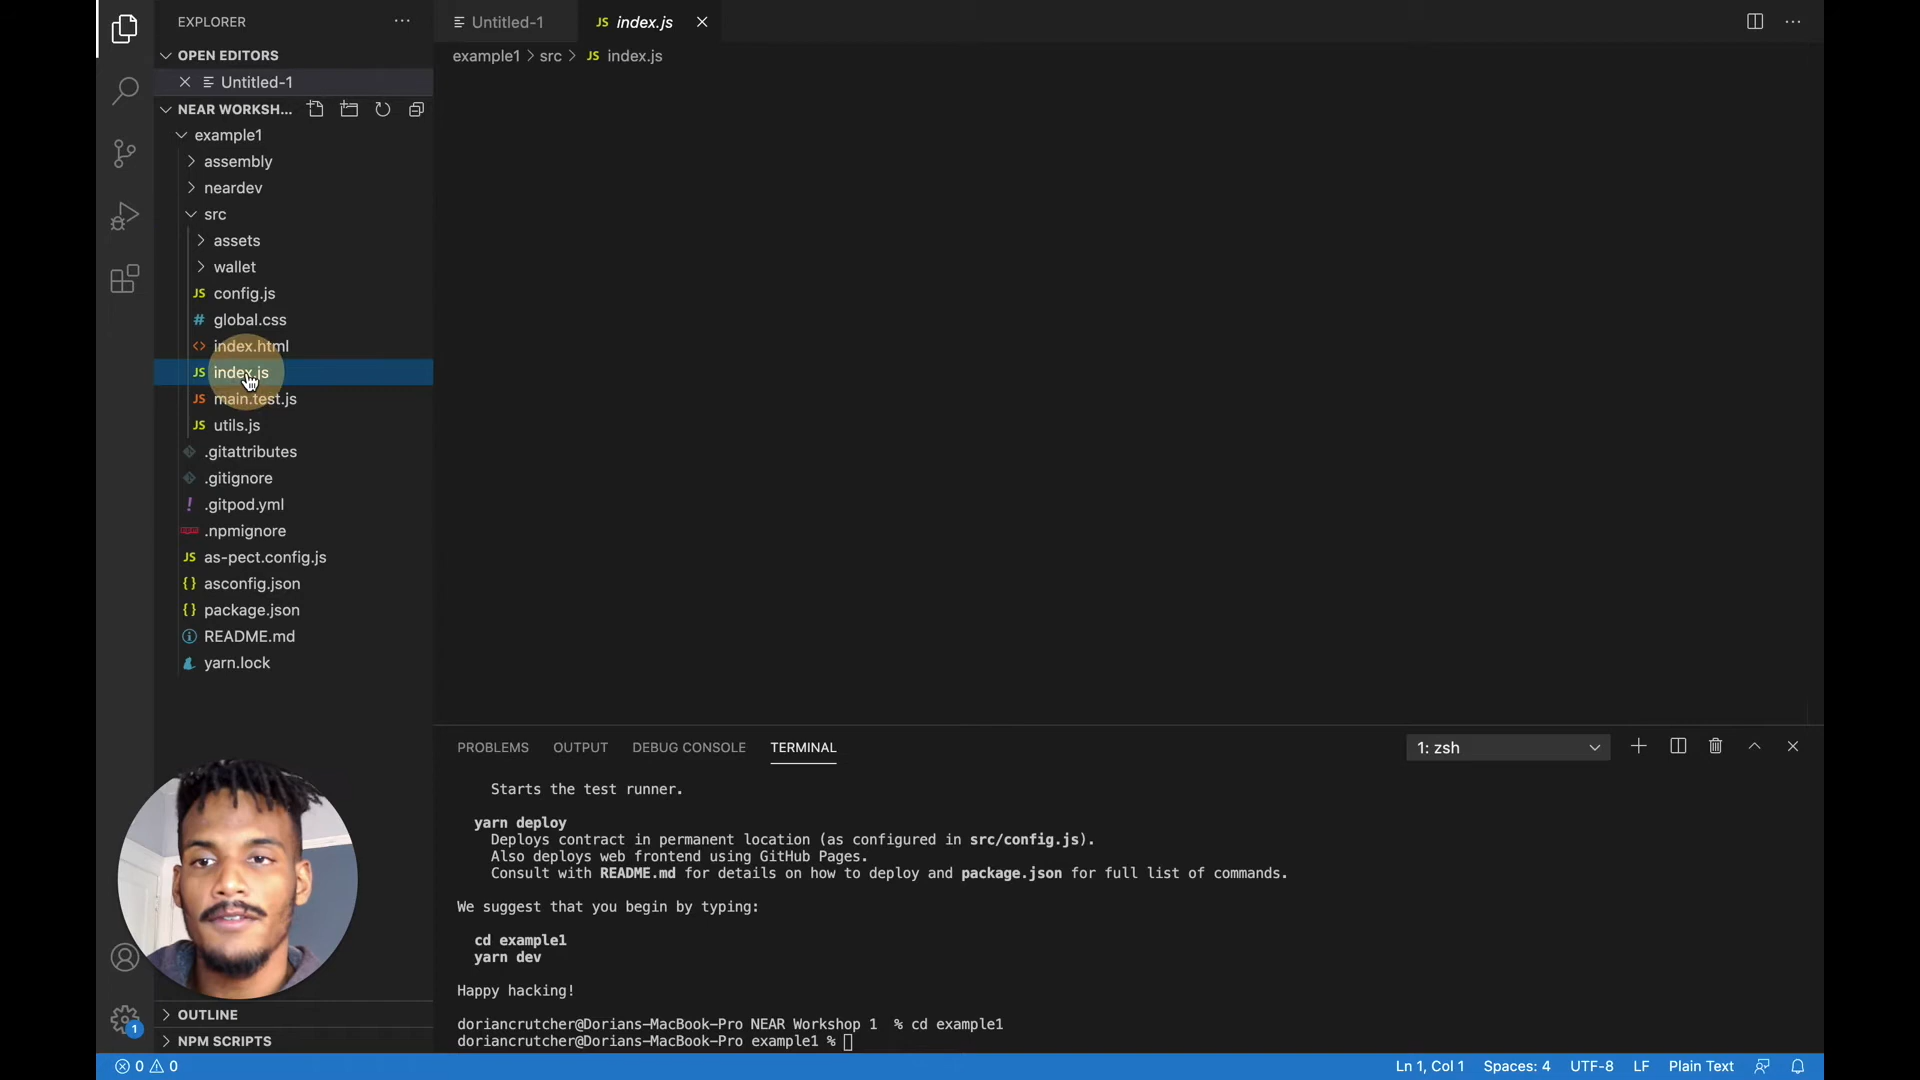 EXPLORER
OPEN EDITORS
Untitled-1
NEAR WORKSH...
example1
assembly
neardev
src
assets
wallet
JS config.js
# global.css
<> index.html
JS index.js
JS main.test.js
JS utils.js
.gitattributes
.gitignore
! .gitpod.yml
.npmignore
JS as-pect.config.js
{} asconfig.json
{} package.json
README.md
yarn.lock
OUTLINE
NPM SCRIPTS
1
Untitled-1 JS index.js
example1 > src > JS index.js
PROBLEMS OUTPUT DEBUG CONSOLE TERMINAL 1: zsh
Starts the test runner.
yarn deploy
Deploys contract in permanent location (as configured in src/config.js).
Also deploys web frontend using GitHub Pages.
Consult with README.md for details on how to deploy and package.json for full list of commands.
We suggest that you begin by typing:
cd example1
yarn dev
Happy hacking!
doriancrutcher@Dorians-MacBook-Pro NEAR Workshop 1 % cd example1
doriancrutcher@Dorians-MacBook-Pro example1 %
0 0 Ln 1, Col 1 Spaces: 4 UTF-8 LF Plain Text